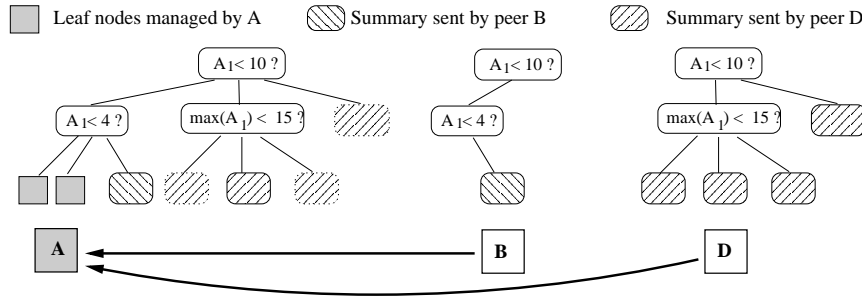 Leaf nodes managed by A
Summary sent by peer B
Summary sent by peer D
A1< 10 ?
A1< 10 ?
A1< 10 ?
A1< 4 ?
max(A1) < 15 ?
A1< 4 ?
max(A1) < 15 ?
A
B
D